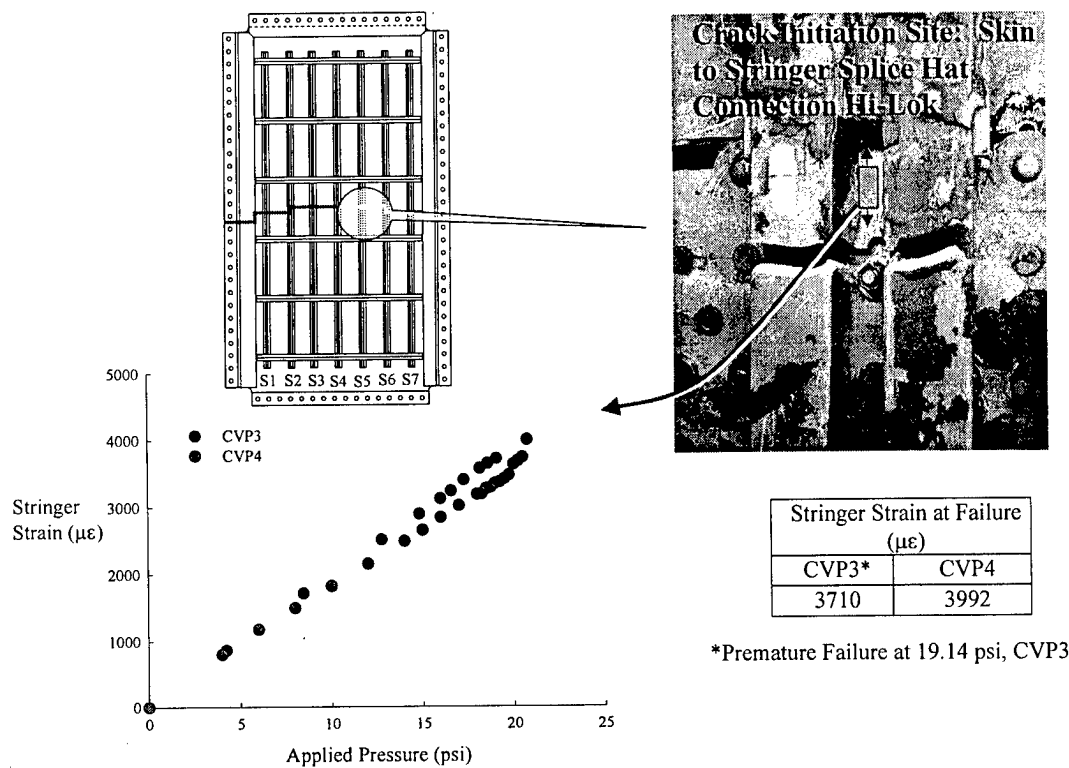 Crack Initiation Site: Skin
to Stringer Splice Hat
Connection Hi-Lok
S1 S2 S3 S4 S5 S6 S7
5000
4000
3000
2000
1000
0
CVP3
CVP4
Stringer
Strain (με)
0 5 10 15 20 25
Applied Pressure (psi)
Stringer Strain at Failure
(με)
CVP3* CVP4
3710 3992
*Premature Failure at 19.14 psi, CVP3